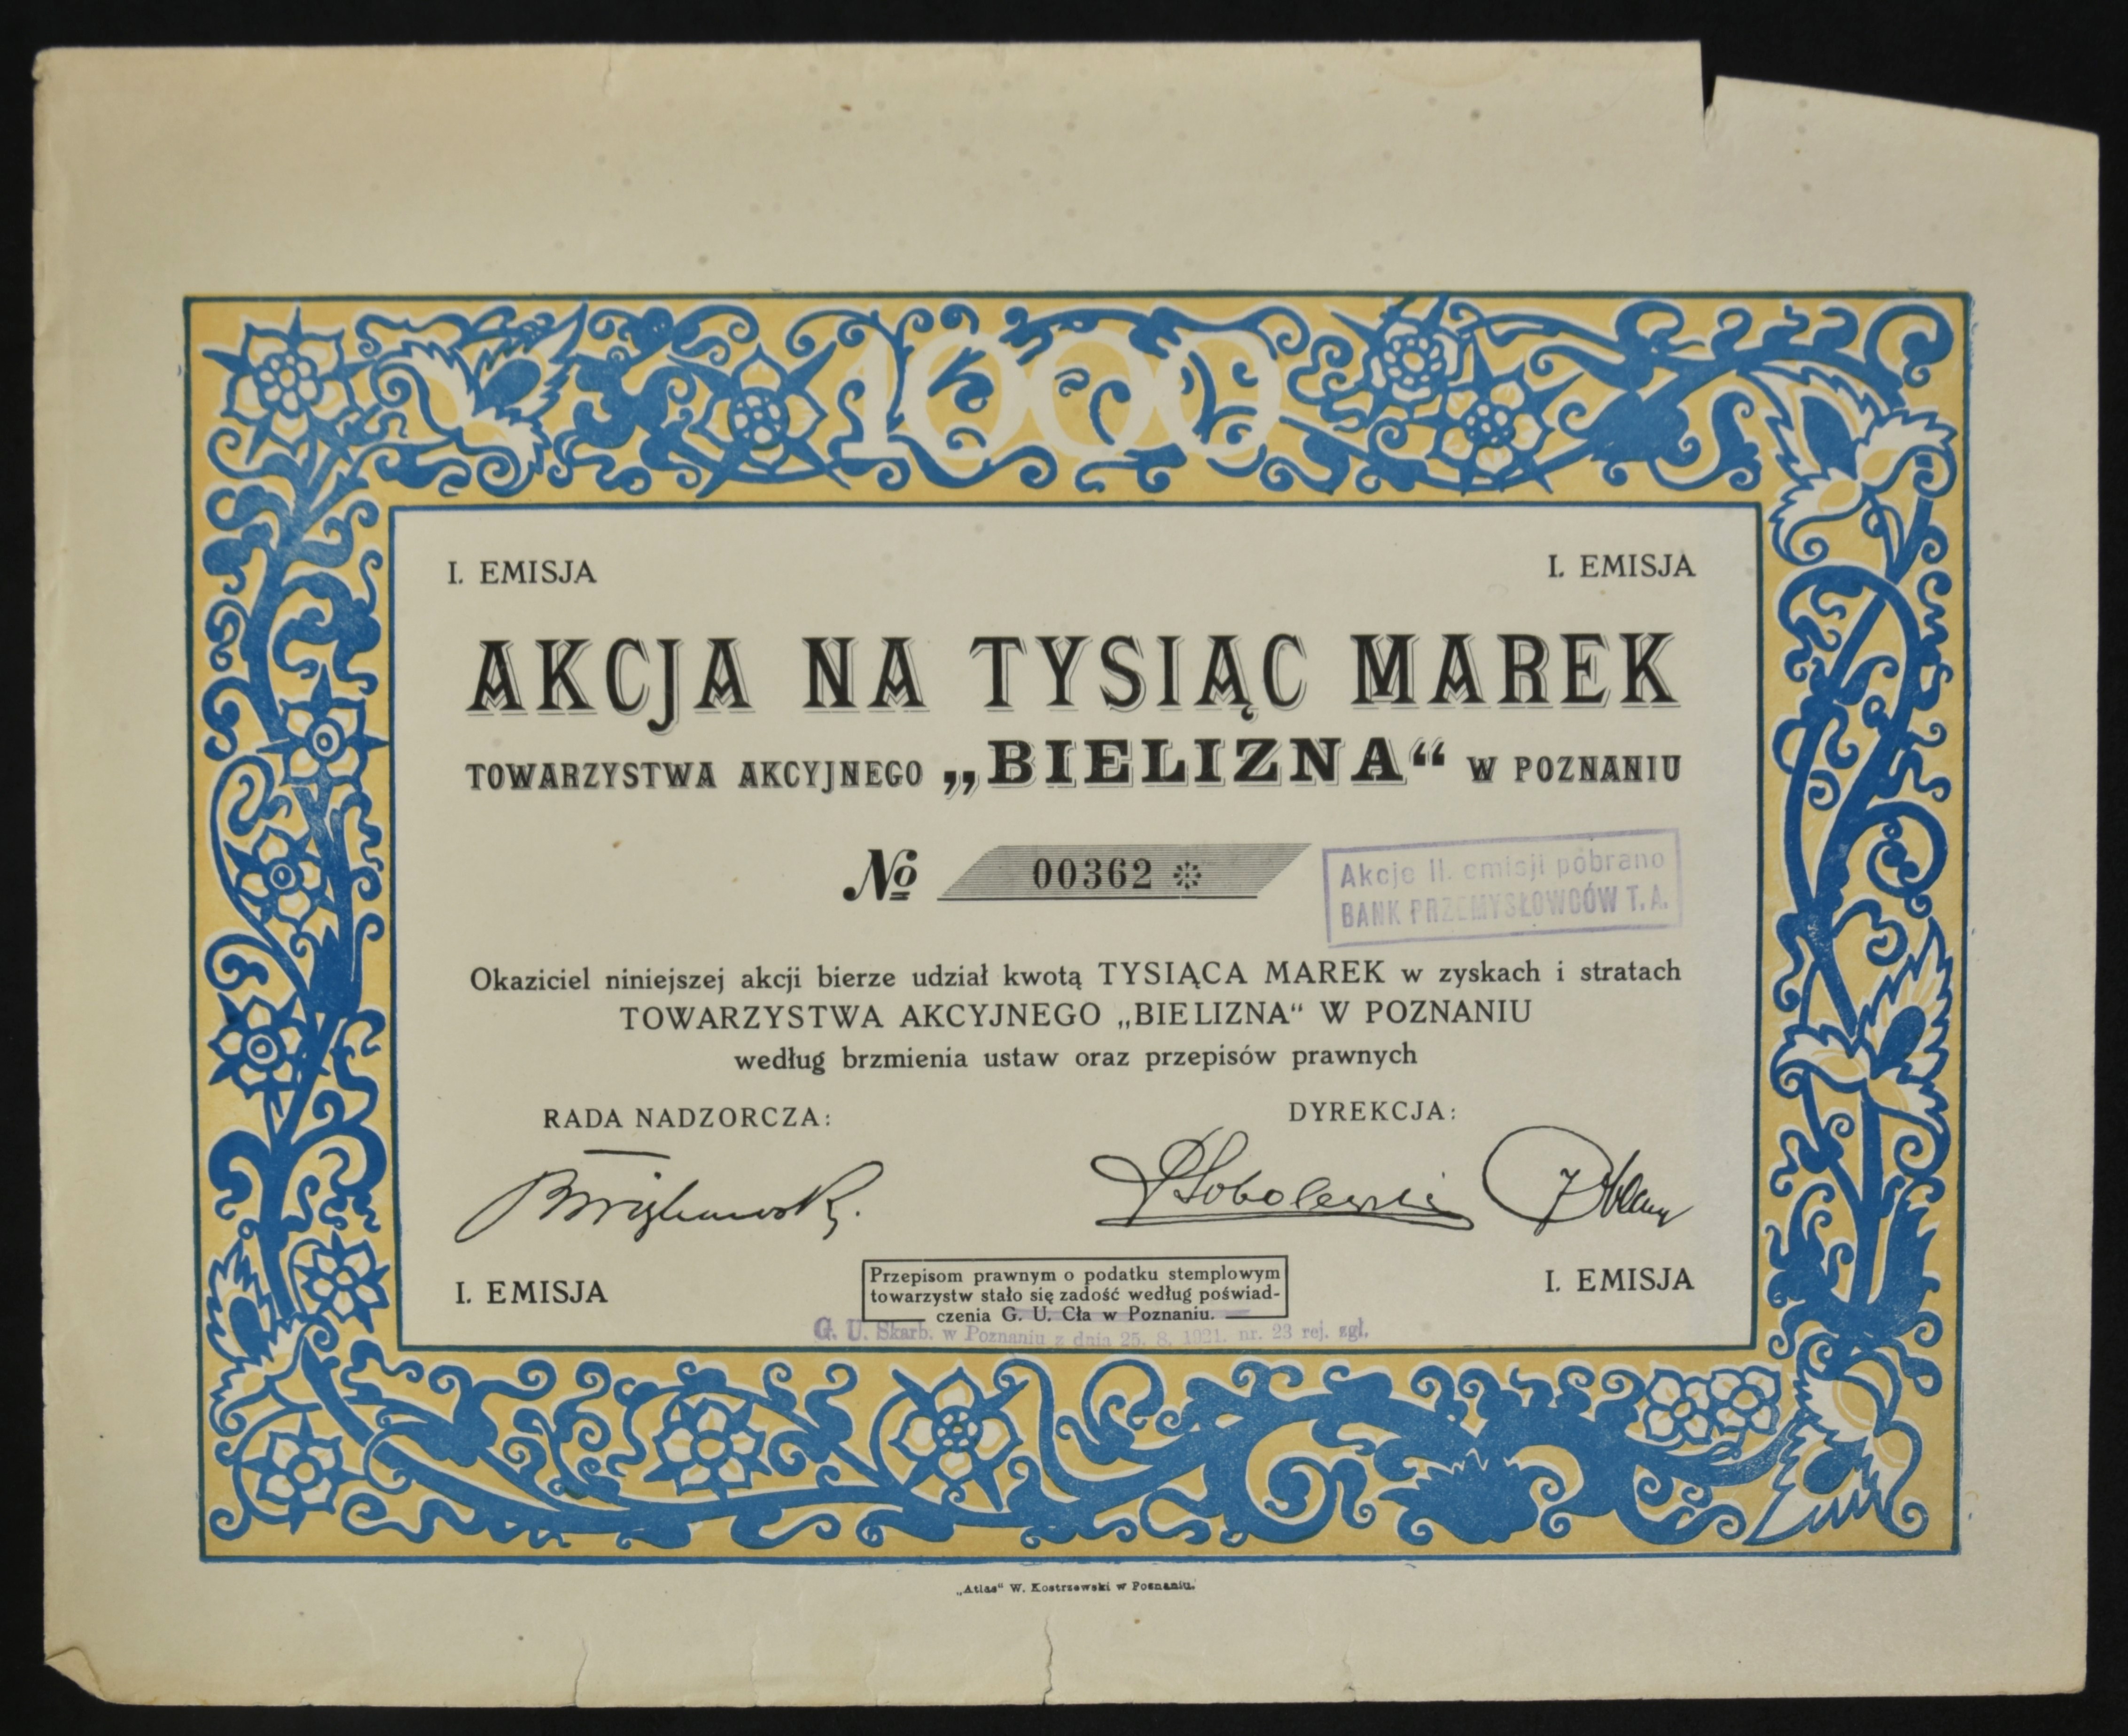 1000
I. EMISJA I. EMISJA
AKCJA NA TYSIĄC MAREK
TOWARZYSTWA AKCYJNEGO „BIELIZNA“ W POZNANIU
No 00362 ❊
Akcje II. emisji pobrano
BANK PRZEMYSŁOWCÓW T. A.
Okaziciel niniejszej akcji bierze udział kwotą TYSIĄCA MAREK w zyskach i stratach
TOWARZYSTWA AKCYJNEGO „BIELIZNA“ W POZNANIU
według brzmienia ustaw oraz przepisów prawnych
RADA NADZORCZA: DYREKCJA:
I. EMISJA I. EMISJA
Przepisom prawnym o podatku stemplowym
towarzystw stało się zadość według poświad-
czenia G. U. Cła w Poznaniu.
G. U. Skarb. w Poznaniu z dnia 25. 8. 1921. nr. 23 rej. zgł.
„Atlas“ W. Kostrzewski w Poznaniu.